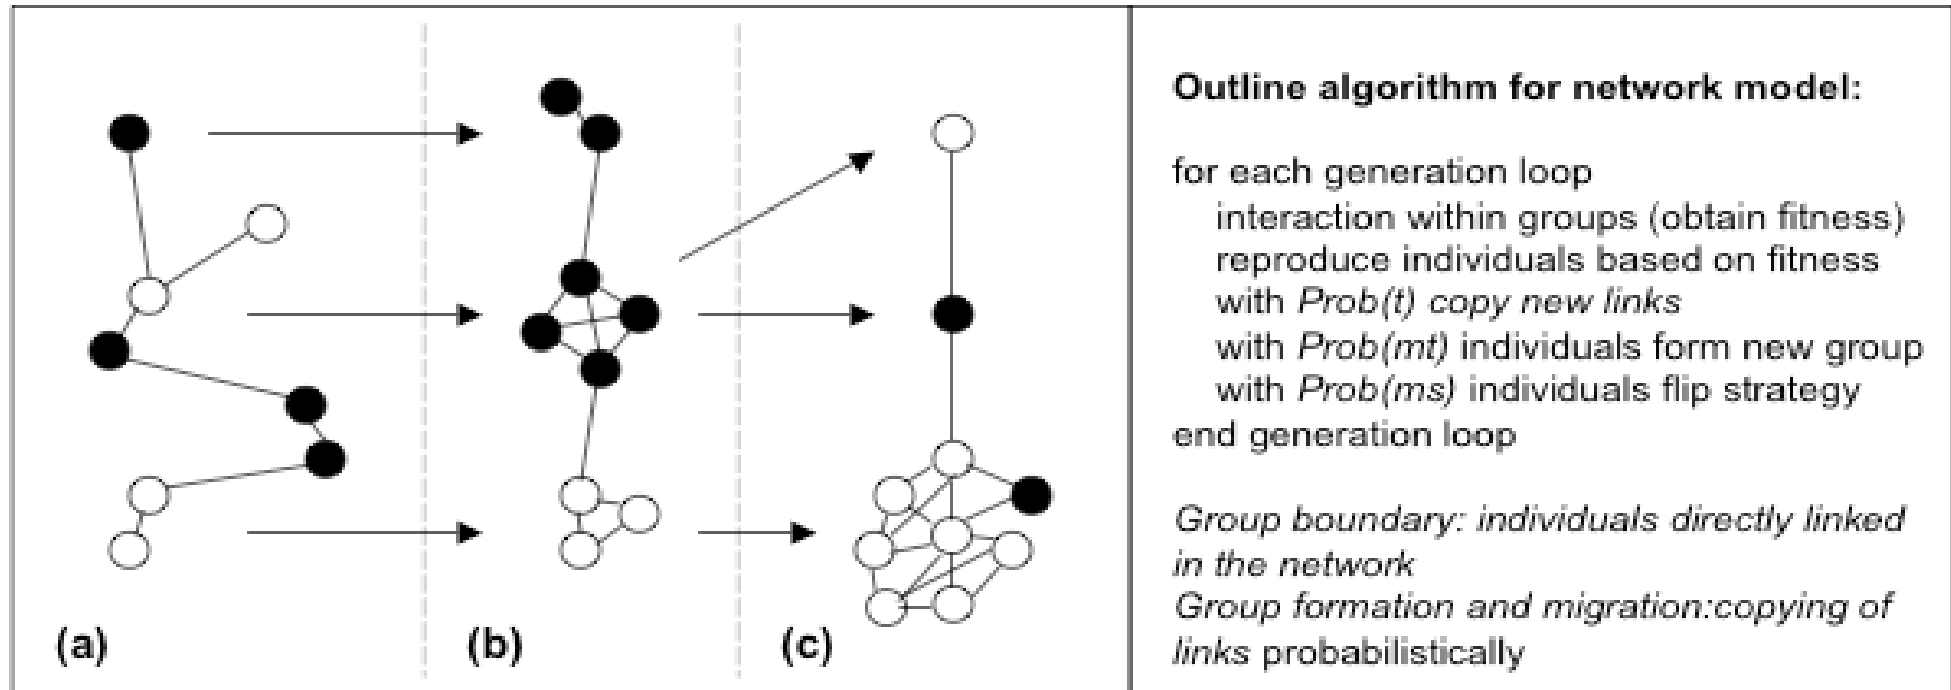 (a)
(b)
(c)
Outline algorithm for network model:
for each generation loop
interaction within groups (obtain fitness)
reproduce individuals based on fitness
with Prob(t) copy new links
with Prob(mt) individuals form new group
with Prob(ms) individuals flip strategy
end generation loop
Group boundary: individuals directly linked
in the network
Group formation and migration:copying of
links probabilistically